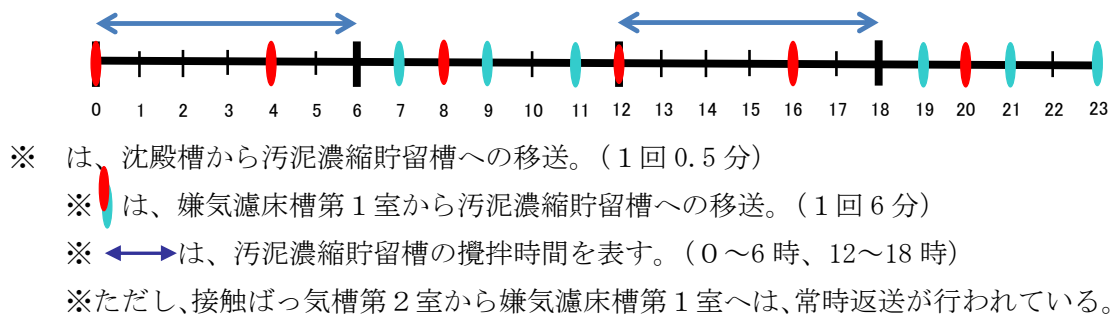 0 1 2 3 4 5 6 7 8 9 10 11 12 13 14 15 16 17 18 19 20 21 22 23
※　は、沈殿槽から汚泥濃縮貯留槽への移送。(1回0.5分)
※　は、嫌気濾床槽第1室から汚泥濃縮貯留槽への移送。(1回6分)
※　は、汚泥濃縮貯留槽の攪拌時間を表す。(0～6時、12～18時)
※ただし、接触ばっ気槽第2室から嫌気濾床槽第1室へは、常時返送が行われている。